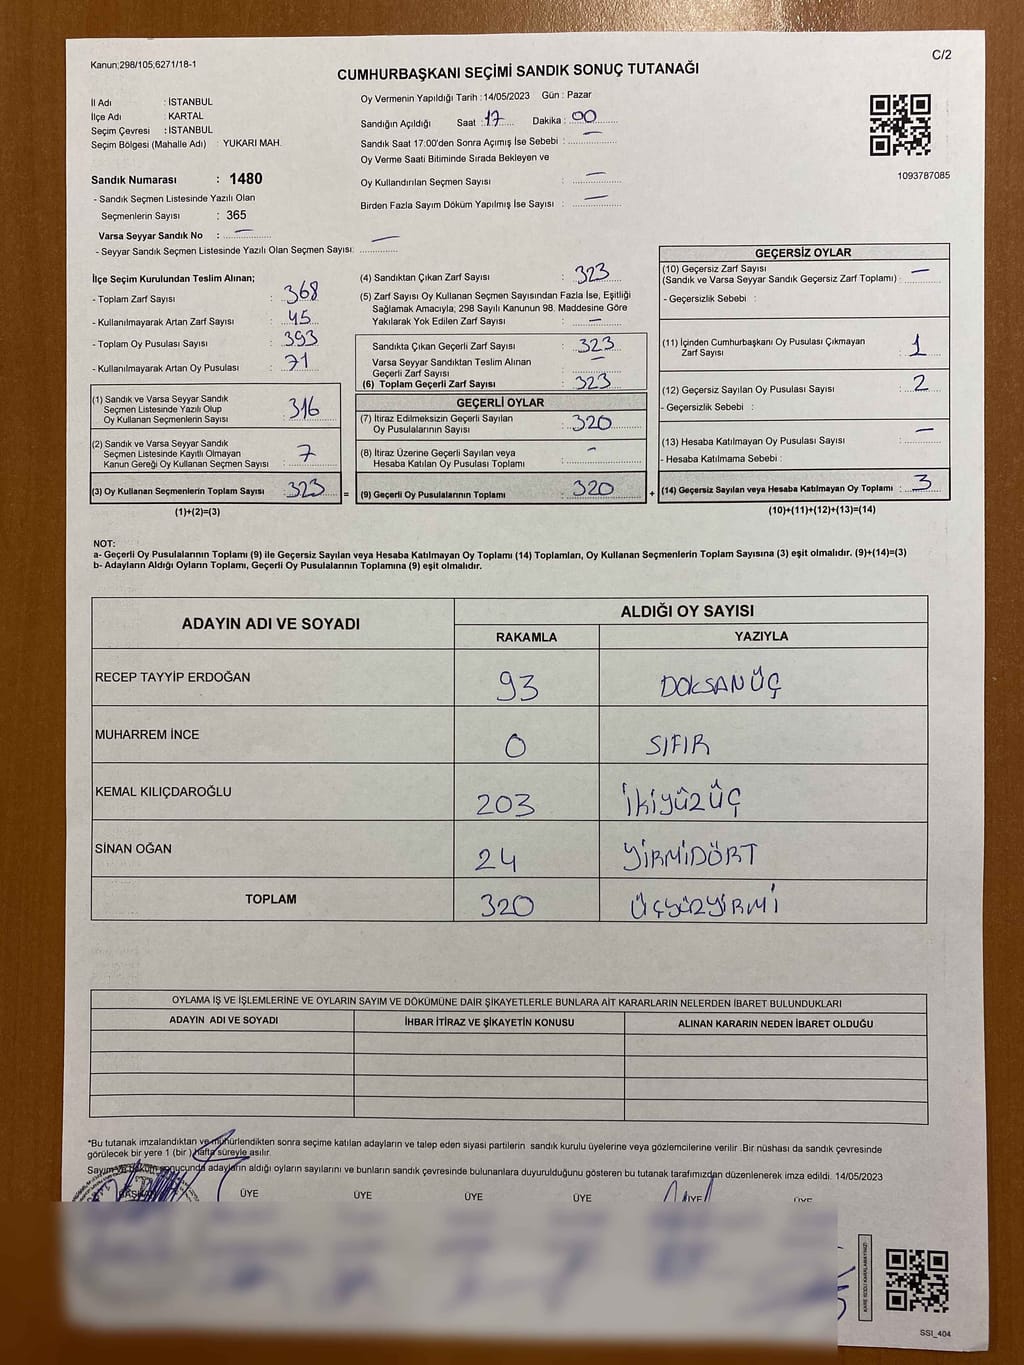 Kanun;298/105,6271/18-1
C/2
CUMHURBAŞKANI SEÇİMİ SANDIK SONUÇ TUTANAĞI
İl Adı : İSTANBUL
İlçe Adı : KARTAL
Seçim Çevresi : İSTANBUL
Seçim Bölgesi (Mahalle Adı) : YUKARI MAH.
Sandık Numarası : 1480
- Sandık Seçmen Listesinde Yazılı Olan
Seçmenlerin Sayısı : 365
Varsa Seyyar Sandık No : —
- Seyyar Sandık Seçmen Listesinde Yazılı Olan Seçmen Sayısı: —
Oy Vermenin Yapıldığı Tarih : 14/05/2023 Gün : Pazar
Sandığın Açıldığı Saat : 17 Dakika : 00
Sandık Saat 17:00'den Sonra Açımış İse Sebebi : —
Oy Verme Saati Bitiminde Sırada Bekleyen ve
Oy Kullandırılan Seçmen Sayısı : —
Birden Fazla Sayım Döküm Yapılmış İse Sayısı : —
1093787085
İlçe Seçim Kurulundan Teslim Alınan;
- Toplam Zarf Sayısı : 368
- Kullanılmayarak Artan Zarf Sayısı : 45
- Toplam Oy Pusulası Sayısı : 393
- Kullanılmayarak Artan Oy Pusulası : 71
(1) Sandık ve Varsa Seyyar Sandık
Seçmen Listesinde Yazılı Olup
Oy Kullanan Seçmenlerin Sayısı : 316
(2) Sandık ve Varsa Seyyar Sandık
Seçmen Listesinde Kayıtlı Olmayan
Kanun Gereği Oy Kullanan Seçmen Sayısı : 7
(3) Oy Kullanan Seçmenlerin Toplam Sayısı : 323 =
(1)+(2)=(3)
(4) Sandıktan Çıkan Zarf Sayısı : 323
(5) Zarf Sayısı Oy Kullanan Seçmen Sayısından Fazla İse, Eşitliği
Sağlamak Amacıyla; 298 Sayılı Kanunun 98. Maddesine Göre
Yakılarak Yok Edilen Zarf Sayısı : —
Sandıkta Çıkan Geçerli Zarf Sayısı : 323
Varsa Seyyar Sandıktan Teslim Alınan
Geçerli Zarf Sayısı : —
(6) Toplam Geçerli Zarf Sayısı : 323
GEÇERLİ OYLAR
(7) İtiraz Edilmeksizin Geçerli Sayılan
Oy Pusulalarının Sayısı : 320
(8) İtiraz Üzerine Geçerli Sayılan veya
Hesaba Katılan Oy Pusulası Toplamı : -
(9) Geçerli Oy Pusulalarının Toplamı : 320 +
GEÇERSİZ OYLAR
(10) Geçersiz Zarf Sayısı
(Sandık ve Varsa Seyyar Sandık Geçersiz Zarf Toplamı) : —
- Geçersizlik Sebebi :
(11) İçinden Cumhurbaşkanı Oy Pusulası Çıkmayan
Zarf Sayısı : 1
(12) Geçersiz Sayılan Oy Pusulası Sayısı : 2
- Geçersizlik Sebebi :
(13) Hesaba Katılmayan Oy Pusulası Sayısı : —
- Hesaba Katılmama Sebebi :
(14) Geçersiz Sayılan veya Hesaba Katılmayan Oy Toplamı : 3
(10)+(11)+(12)+(13)=(14)
NOT:
a- Geçerli Oy Pusulalarının Toplamı (9) ile Geçersiz Sayılan veya Hesaba Katılmayan Oy Toplamı (14) Toplamları, Oy Kullanan Seçmenlerin Toplam Sayısına (3) eşit olmalıdır. (9)+(14)=(3)
b- Adayların Aldığı Oyların Toplamı, Geçerli Oy Pusulalarının Toplamına (9) eşit olmalıdır.
ADAYIN ADI VE SOYADI ALDIĞI OY SAYISI
RAKAMLA YAZIYLA
RECEP TAYYİP ERDOĞAN 93 DOKSANÜÇ
MUHARREM İNCE 0 SIFIR
KEMAL KILIÇDAROĞLU 203 İkiyüzÜÇ
SİNAN OĞAN 24 YİRMİDÖRT
TOPLAM 320 ÜÇYÜZYİRMİ
OYLAMA İŞ VE İŞLEMLERİNE VE OYLARIN SAYIM VE DÖKÜMÜNE DAİR ŞİKAYETLERLE BUNLARA AİT KARARLARIN NELERDEN İBARET BULUNDUKLARI
ADAYIN ADI VE SOYADI İHBAR İTİRAZ VE ŞİKAYETİN KONUSU ALINAN KARARIN NEDEN İBARET OLDUĞU
*Bu tutanak imzalandıktan ve mühürlendikten sonra seçime katılan adayların ve talep eden siyasi partilerin sandık kurulu üyelerine veya gözlemcilerine verilir. Bir nüshası da sandık çevresinde
görülecek bir yere 1 (bir ) hafta süreyle asılır.
Sayım ve döküm sonucunda adayların aldığı oyların sayılarını ve bunların sandık çevresinde bulunanlara duyurulduğunu gösteren bu tutanak tarafımızdan düzenlenerek imza edildi. 14/05/2023
BAŞKAN ÜYE ÜYE ÜYE ÜYE ÜYE ÜYE
SSI_404